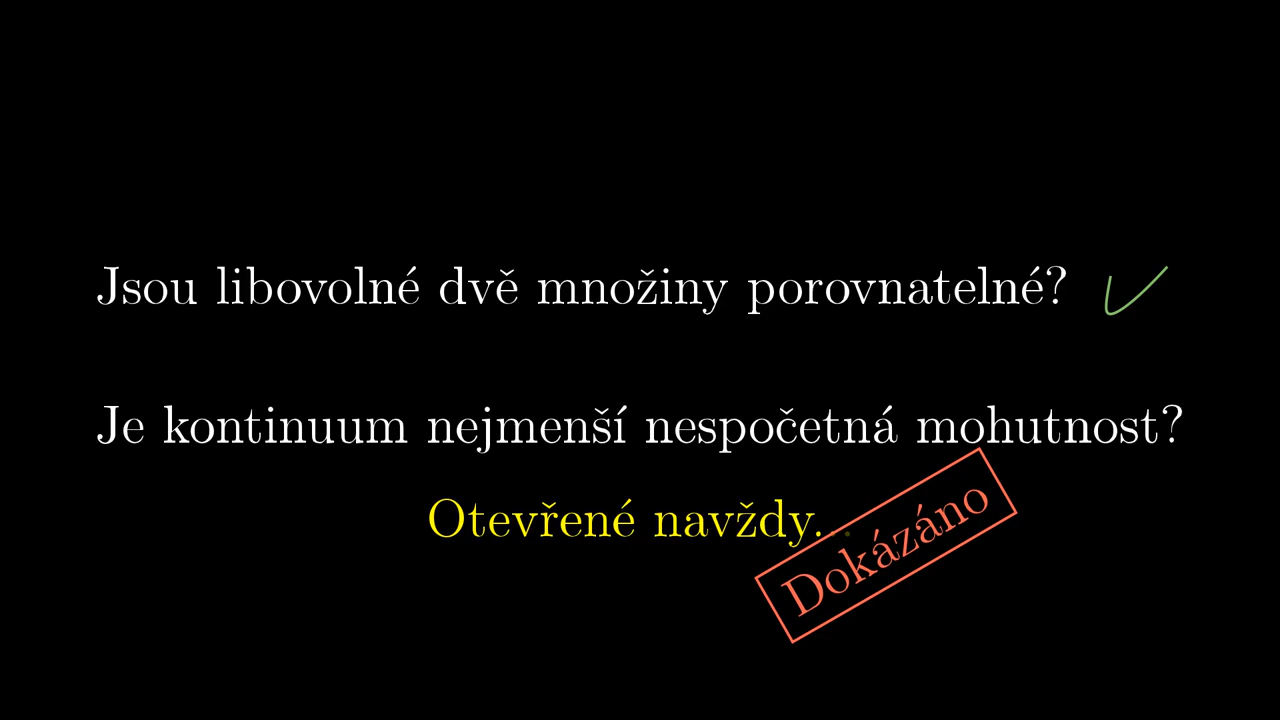 Jsou libovolné dvě množiny porovnatelné?
Je kontinuum nejmenší nespočetná mohutnost?
Otevřené navždy...
Dokázáno